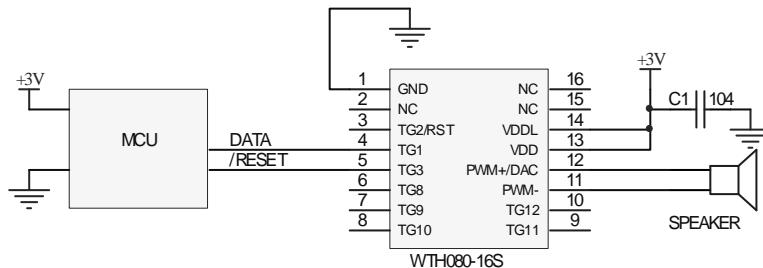 +3V
MCU
DATA
/RESET
1 GND NC 16
2 NC NC 15
3 TG2/RST VDDL 14
4 TG1 VDD 13
5 TG3 PWM+/DAC 12
6 TG8 PWM- 11
7 TG9 TG12 10
8 TG10 TG11 9
WTH080-16S
+3V
C1 104
SPEAKER